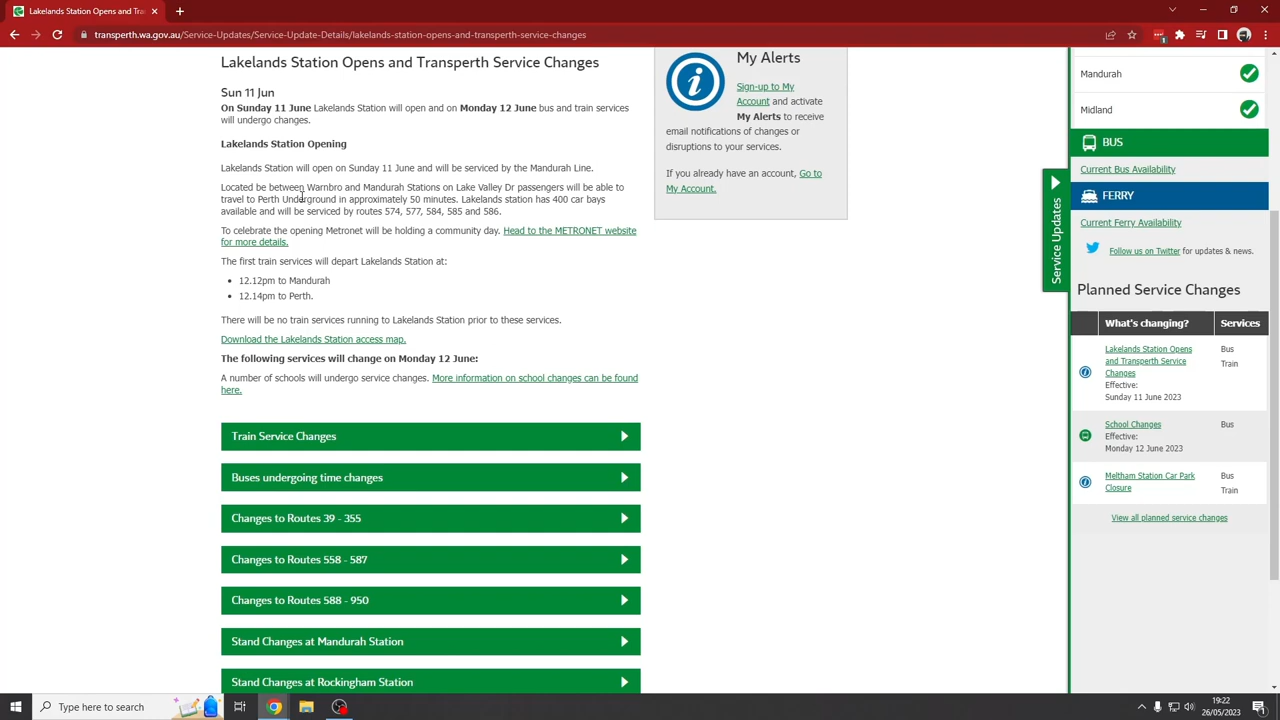 Lakelands Station Opens and Tra
transperth.wa.gov.au/Service-Updates/Service-Update-Details/lakelands-station-opens-and-transperth-service-changes
Lakelands Station Opens and Transperth Service Changes
Sun 11 Jun
On Sunday 11 June Lakelands Station will open and on Monday 12 June bus and train services
will undergo changes.
Lakelands Station Opening
Lakelands Station will open on Sunday 11 June and will be serviced by the Mandurah Line.
Located be between Warnbro and Mandurah Stations on Lake Valley Dr passengers will be able to
travel to Perth Underground in approximately 50 minutes. Lakelands station has 400 car bays
available and will be serviced by routes 574, 577, 584, 585 and 586.
To celebrate the opening Metronet will be holding a community day. Head to the METRONET website
for more details.
The first train services will depart Lakelands Station at:
• 12.12pm to Mandurah
• 12.14pm to Perth.
There will be no train services running to Lakelands Station prior to these services.
Download the Lakelands Station access map.
The following services will change on Monday 12 June:
A number of schools will undergo service changes. More information on school changes can be found
here.
Train Service Changes
Buses undergoing time changes
Changes to Routes 39 - 355
Changes to Routes 558 - 587
Changes to Routes 588 - 950
Stand Changes at Mandurah Station
Stand Changes at Rockingham Station
My Alerts
Sign-up to My
Account and activate
My Alerts to receive
email notifications of changes or
disruptions to your services.
If you already have an account, Go to
My Account.
Service Updates
Mandurah
Midland
BUS
Current Bus Availability
FERRY
Current Ferry Availability
Follow us on Twitter for updates & news.
Planned Service Changes
What's changing? Services
Lakelands Station Opens
and Transperth Service
Changes
Effective:
Sunday 11 June 2023
Bus
Train
School Changes
Effective:
Monday 12 June 2023
Bus
Meltham Station Car Park
Closure
Bus
Train
View all planned service changes
Type here to search
19:22
26/05/2023